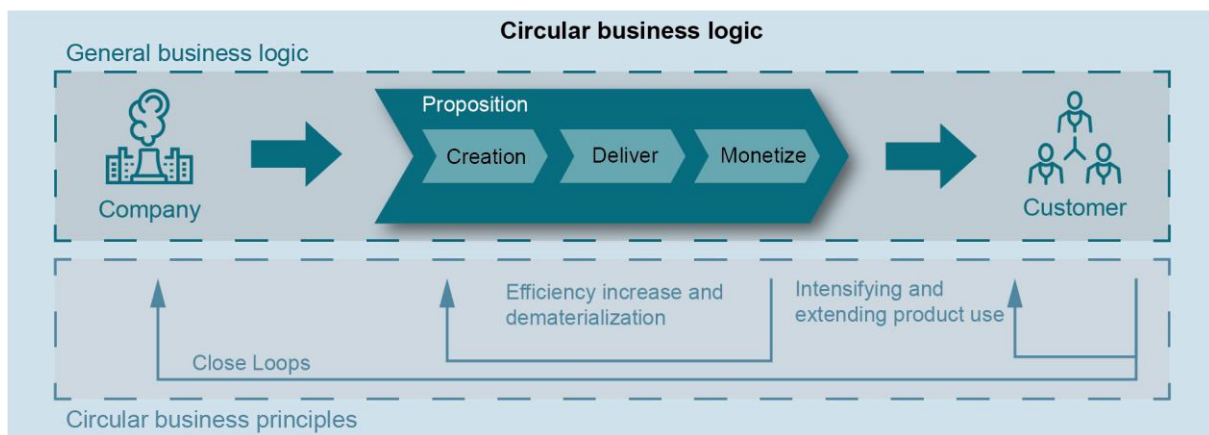 Circular business logic
General business logic
Proposition
Creation
Deliver
Monetize
Company
Customer
Efficiency increase and
dematerialization
Intensifying and
extending product use
Close Loops
Circular business principles